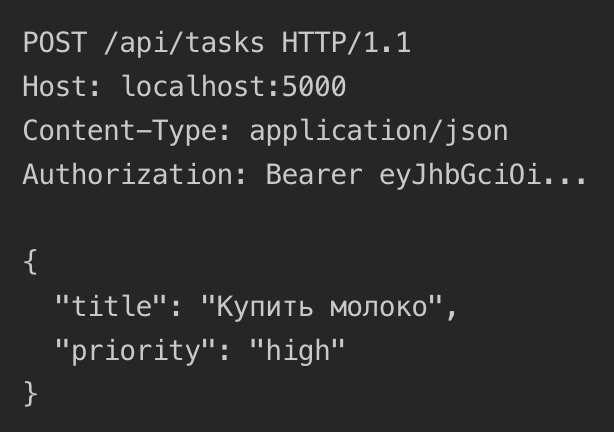 POST /api/tasks HTTP/1.1
Host: localhost:5000
Content-Type: application/json
Authorization: Bearer eyJhbGciOi...
{
  "title": "Купить молоко",
  "priority": "high"
}